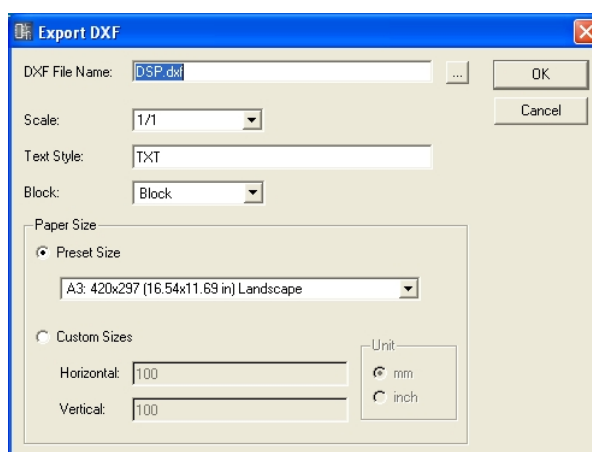 Export DXF
DXF File Name: DSP.dxf ... OK
Cancel
Scale: 1/1
Text Style: TXT
Block: Block
Paper Size
Preset Size
A3: 420x297 (16.54x11.69 in) Landscape
Custom Sizes
Unit
Horizontal: 100 mm
inch
Vertical: 100